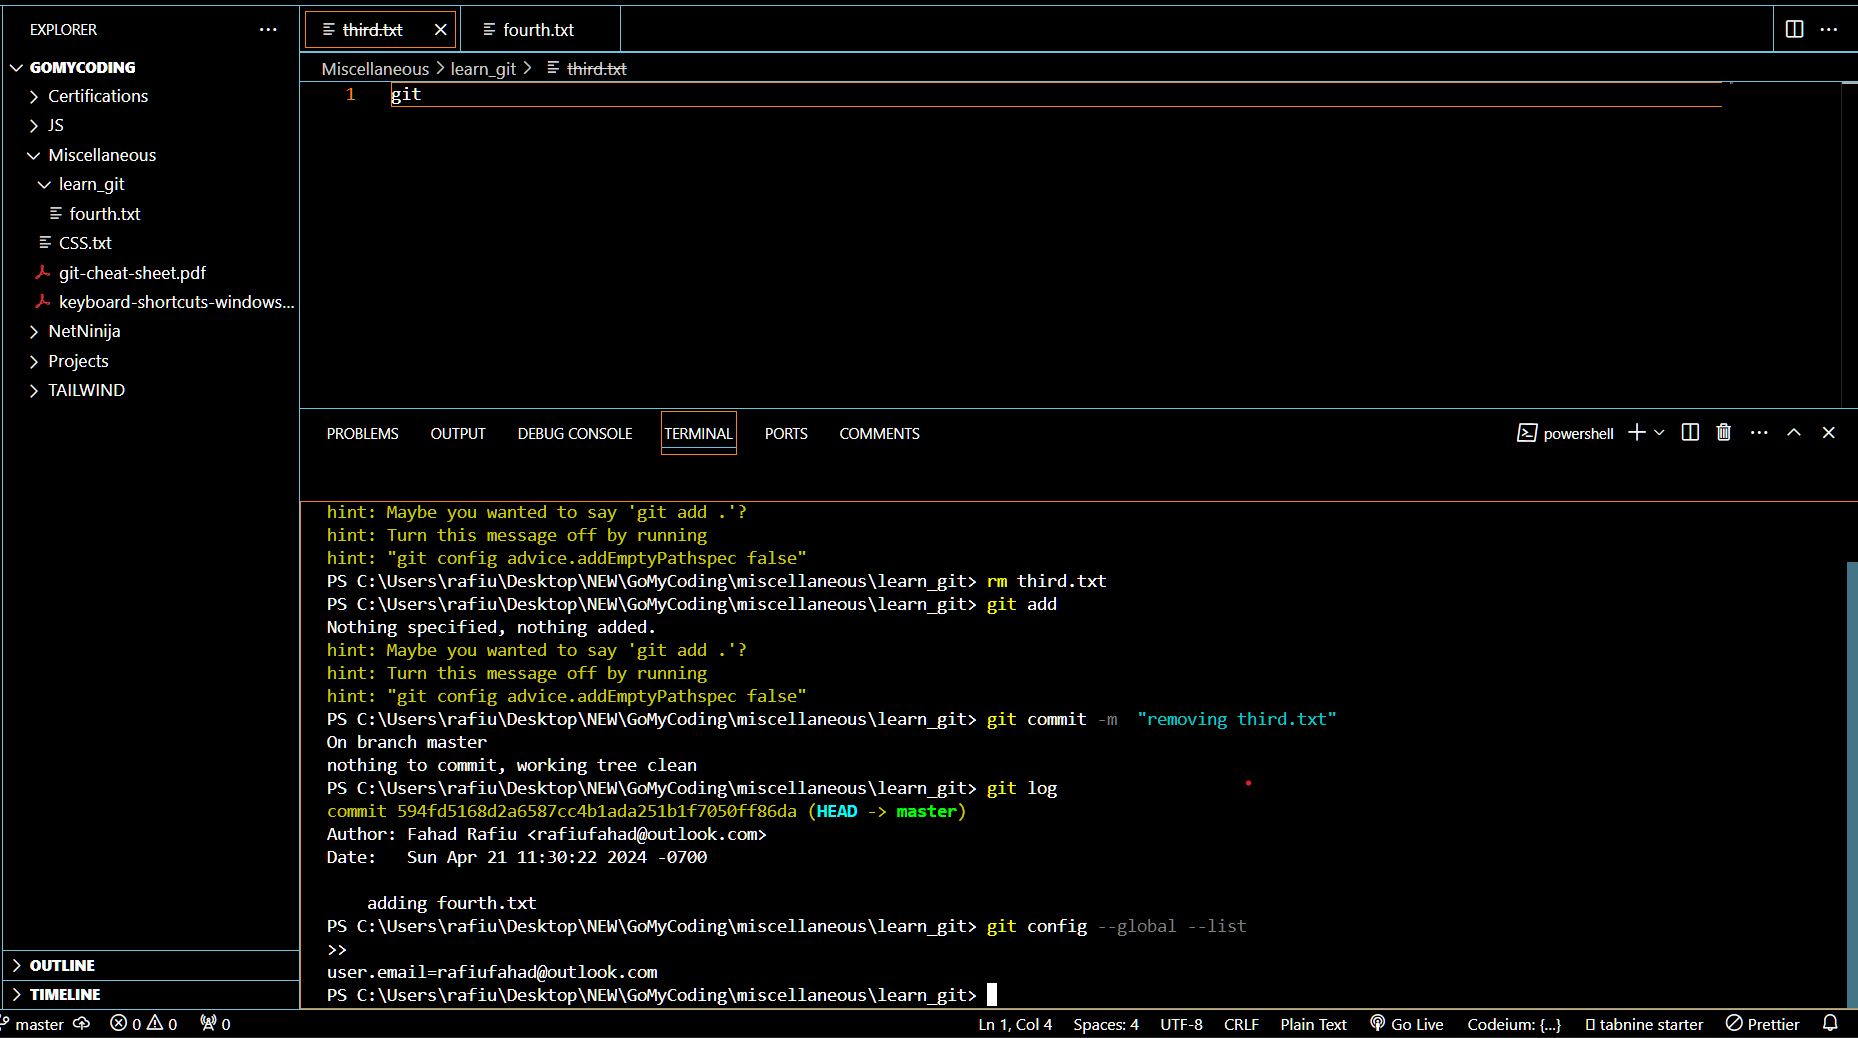 EXPLORER
GOMYCODING
Certifications
JS
Miscellaneous
learn_git
fourth.txt
CSS.txt
git-cheat-sheet.pdf
keyboard-shortcuts-windows...
NetNinija
Projects
TAILWIND
OUTLINE
TIMELINE
third.txt
fourth.txt
Miscellaneous > learn_git > third.txt
1 git
PROBLEMS OUTPUT DEBUG CONSOLE TERMINAL PORTS COMMENTS powershell
hint: Maybe you wanted to say 'git add .'?
hint: Turn this message off by running
hint: "git config advice.addEmptyPathspec false"
PS C:\Users\rafiu\Desktop\NEW\GoMyCoding\miscellaneous\learn_git> rm third.txt
PS C:\Users\rafiu\Desktop\NEW\GoMyCoding\miscellaneous\learn_git> git add
Nothing specified, nothing added.
hint: Maybe you wanted to say 'git add .'?
hint: Turn this message off by running
hint: "git config advice.addEmptyPathspec false"
PS C:\Users\rafiu\Desktop\NEW\GoMyCoding\miscellaneous\learn_git> git commit -m  "removing third.txt"
On branch master
nothing to commit, working tree clean
PS C:\Users\rafiu\Desktop\NEW\GoMyCoding\miscellaneous\learn_git> git log
commit 594fd5168d2a6587cc4b1ada251b1f7050ff86da (HEAD -> master)
Author: Fahad Rafiu <rafiufahad@outlook.com>
Date:   Sun Apr 21 11:30:22 2024 -0700
    adding fourth.txt
PS C:\Users\rafiu\Desktop\NEW\GoMyCoding\miscellaneous\learn_git> git config --global --list
>>
user.email=rafiufahad@outlook.com
PS C:\Users\rafiu\Desktop\NEW\GoMyCoding\miscellaneous\learn_git>
master 0 0 0 Ln 1, Col 4 Spaces: 4 UTF-8 CRLF Plain Text Go Live Codeium: {...} tabnine starter Prettier